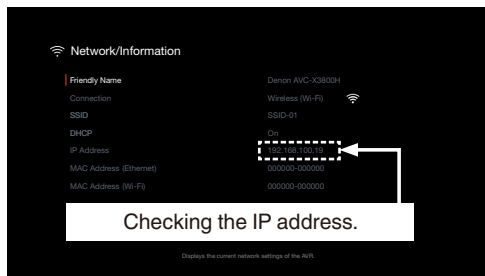 Network/Information
Friendly Name Denon AVC-X3800H
Connection Wireless (Wi-Fi)
SSID SSID-01
DHCP On
IP Address 192.168.100.19
MAC Address (Ethernet) 000000-000000
MAC Address (Wi-Fi) 000000-000000
Checking the IP address.
Displays the current network settings of the AVR.